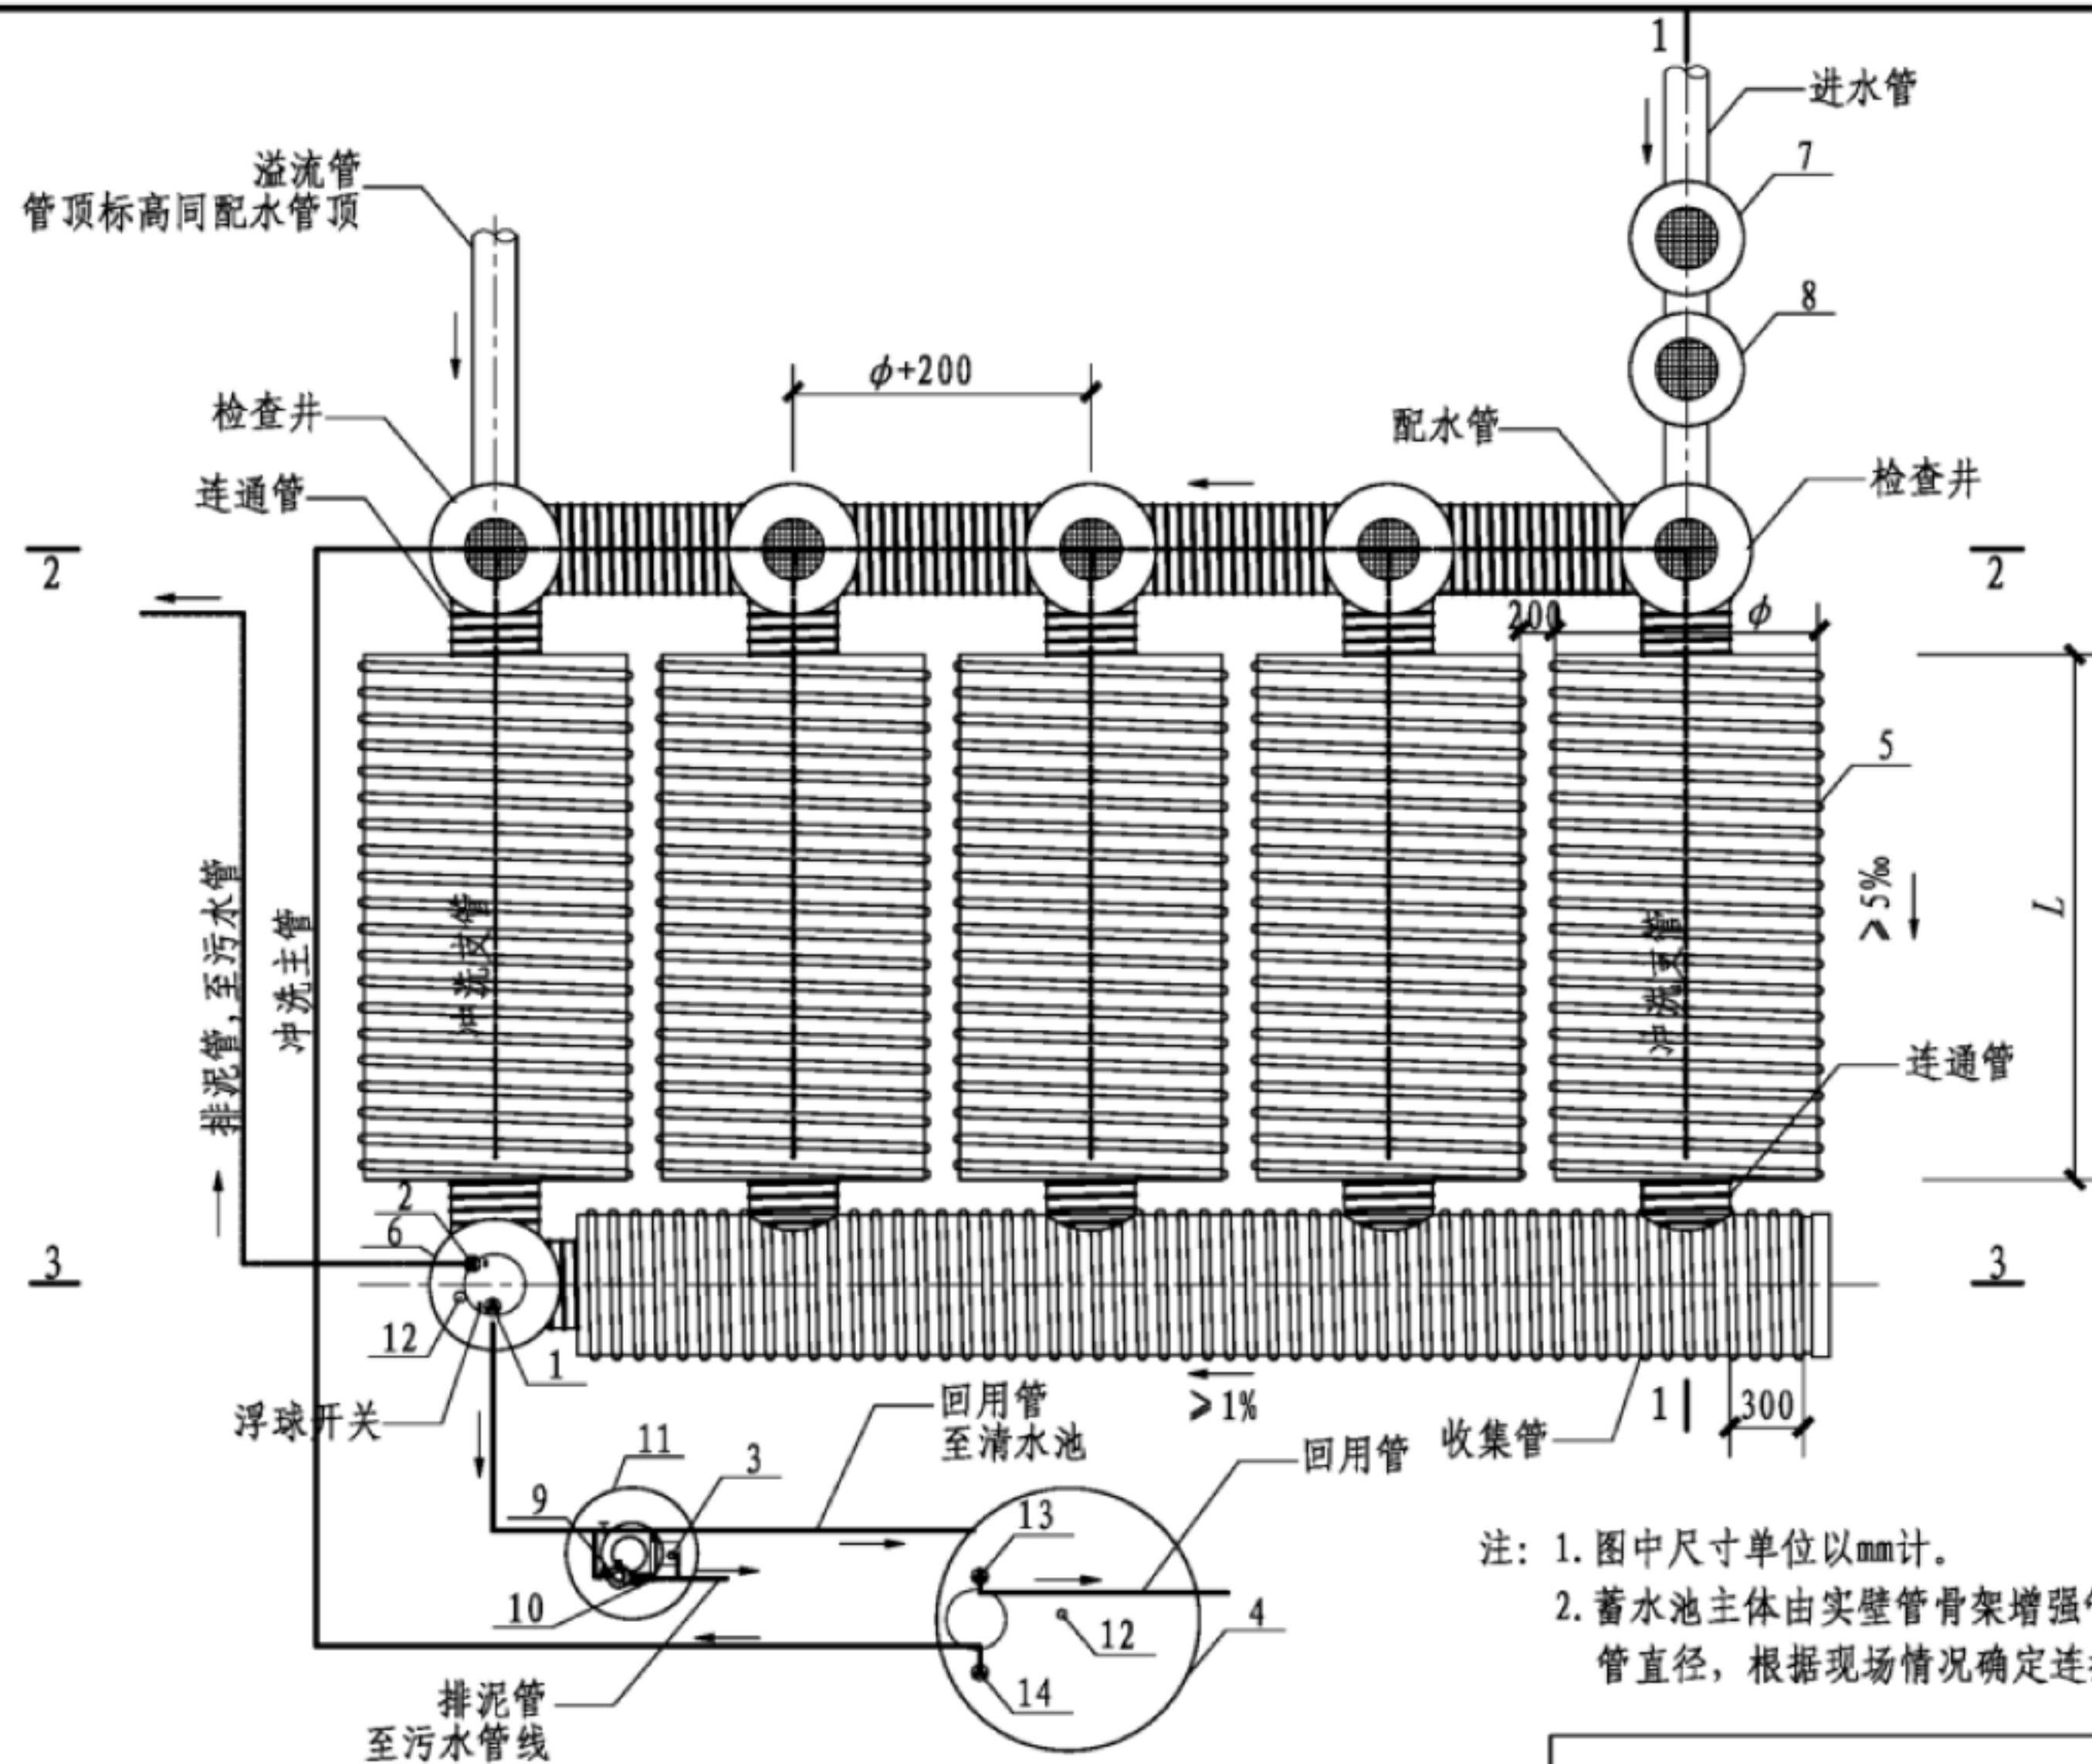 1
进水管
7
溢流管
管顶标高同配水管顶
8
ϕ+200
检查井
配水管
连通管
检查井
2
2
200
ϕ
5
≥5‰
L
排泥管,至污水管
冲洗主管
冲洗支管
冲洗支管
连通管
2
6
3
3
12
1
浮球开关
≥1%
1
300
回用管
至清水池
回用管
收集管
11
3
9
13
10
12
4
14
排泥管
至污水管线
注: 1.图中尺寸单位以mm计。
2.蓄水池主体由实壁管骨架增强
管直径,根据现场情况确定连